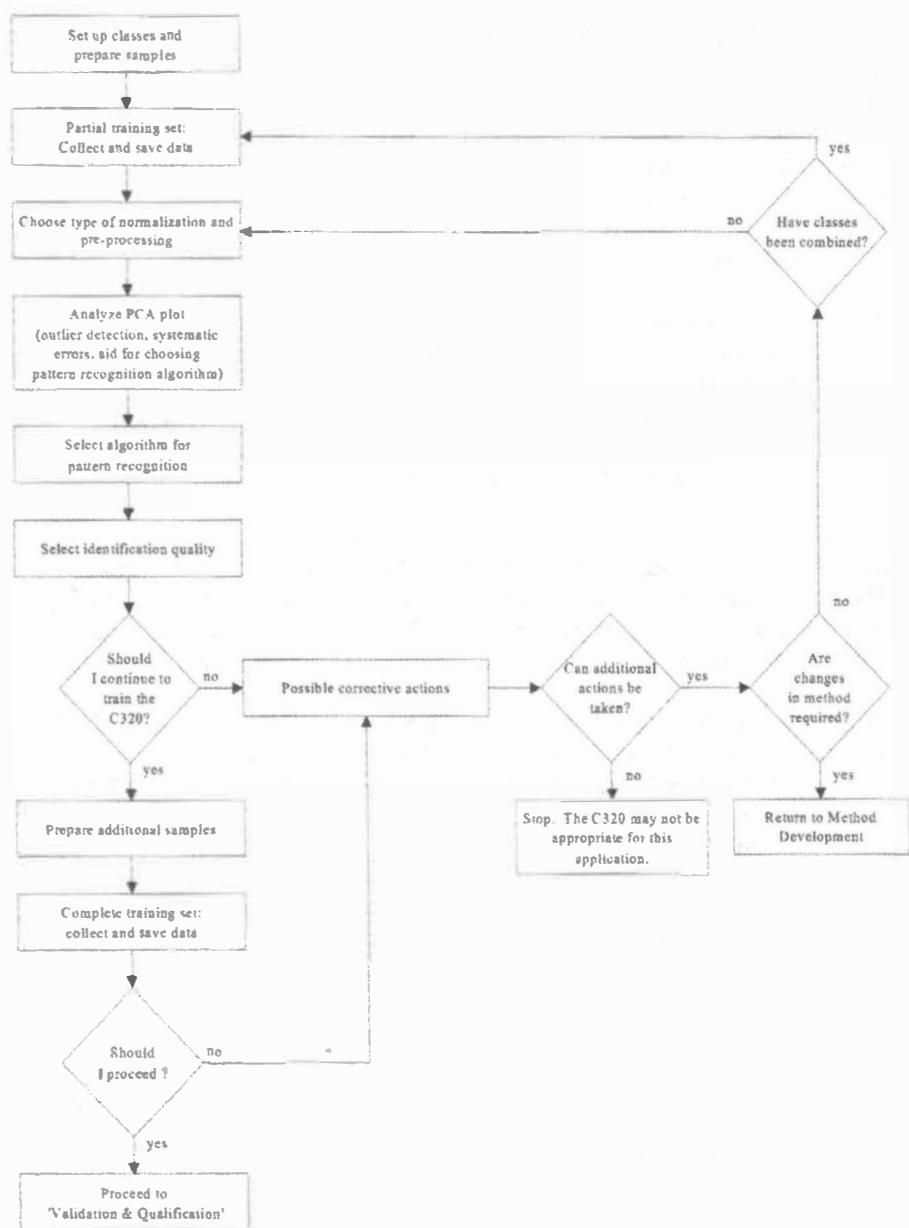 Set up classes and
prepare samples
Partial training set:
Collect and save data
yes
Choose type of normalization and
pre-processing
no
Have classes
been combined?
Analyze PCA plot
(outlier detection, systematic
errors, aid for choosing
pattern recognition algorithm)
Select algorithm for
pattern recognition
Select identification quality
no
Should
I continue to
train the
C320?
no
Possible corrective actions
Can additional
actions be
taken?
yes
Are
changes
in method
required?
yes
no
yes
Prepare additional samples
Stop. The C320 may not be
appropriate for this
application.
Return to Method
Development
Complete training set:
collect and save data
Should
I proceed ?
no
yes
Proceed to
'Validation & Qualification'